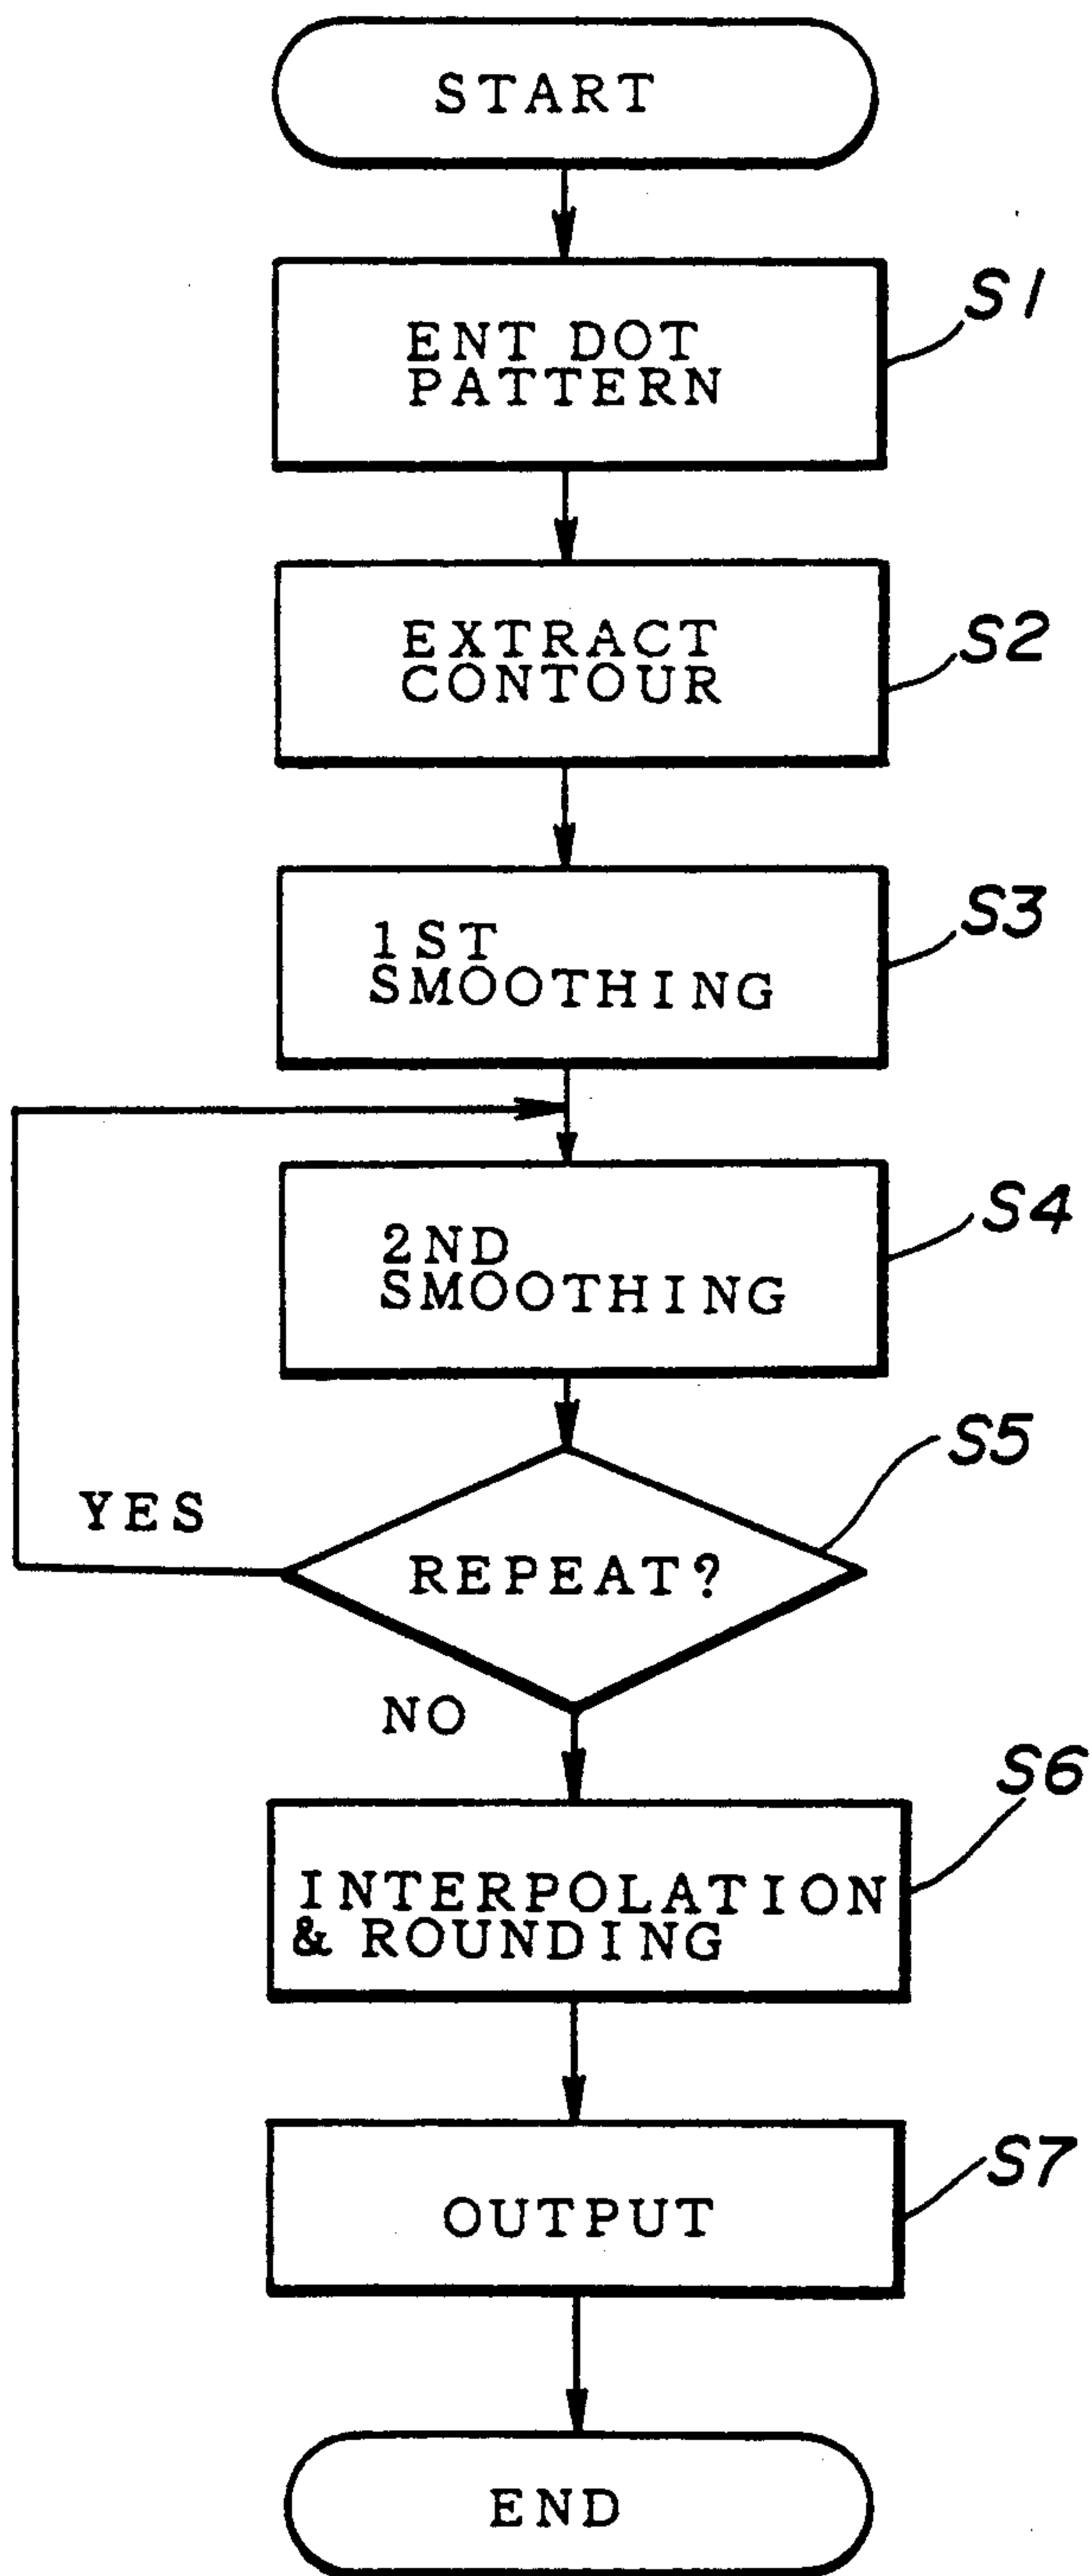 START
ENT DOT
PATTERN
S1
EXTRACT
CONTOUR
S2
1ST
SMOOTHING
S3
2ND
SMOOTHING
S4
REPEAT?
S5
YES
NO
INTERPOLATION
& ROUNDING
S6
OUTPUT
S7
END